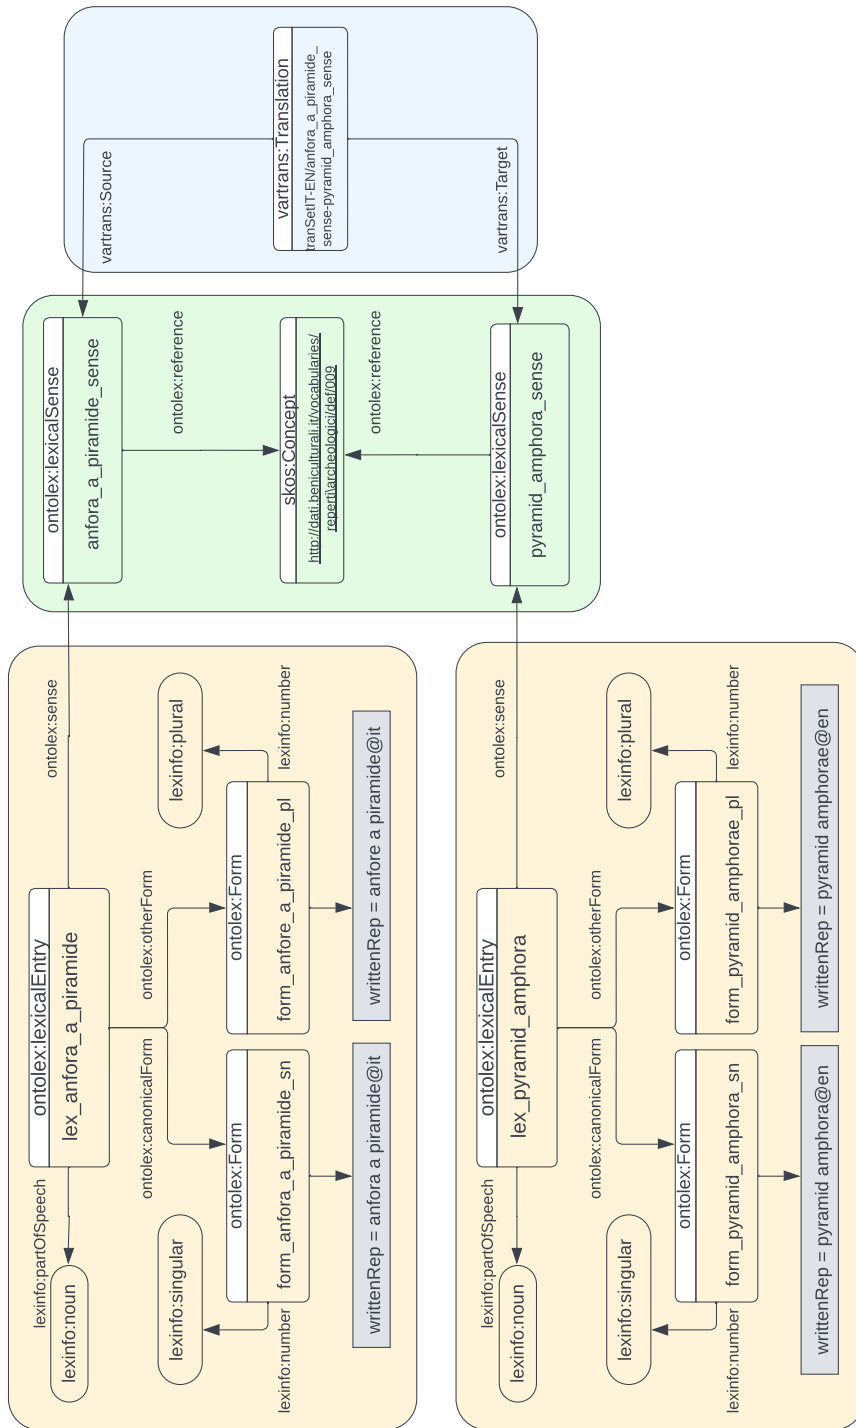 lexinfo:noun
lexinfo:partOfSpeech
ontolex:lexicalEntry
lex_anfora_a_piramide
ontolex:sense
ontolex:canonicalForm
ontolex:otherForm
lexinfo:singular
lexinfo:number
ontolex:Form
form_anfora_a_piramide_sn
ontolex:Form
form_anfore_a_piramide_pl
lexinfo:plural
lexinfo:number
writtenRep = anfora a piramide@it
writtenRep = anfore a piramide@it
lexinfo:noun
lexinfo:partOfSpeech
ontolex:lexicalEntry
lex_pyramid_amphora
ontolex:sense
ontolex:canonicalForm
ontolex:otherForm
lexinfo:singular
lexinfo:number
ontolex:Form
form_pyramid_amphora_sn
ontolex:Form
form_pyramid_amphorae_pl
lexinfo:plural
lexinfo:number
writtenRep = pyramid amphora@en
writtenRep = pyramid amphorae@en
ontolex:lexicalSense
anfora_a_piramide_sense
ontolex:reference
skos:Concept
http://dati.beniculturali.it/vocabularies/
reperti\archeologici/def/009
ontolex:reference
ontolex:lexicalSense
pyramid_amphora_sense
vartrans:Source
vartrans:Translation
tranSetIT-EN/anfora_a_piramide_
sense-pyramid_amphora_sense
vartrans:Target